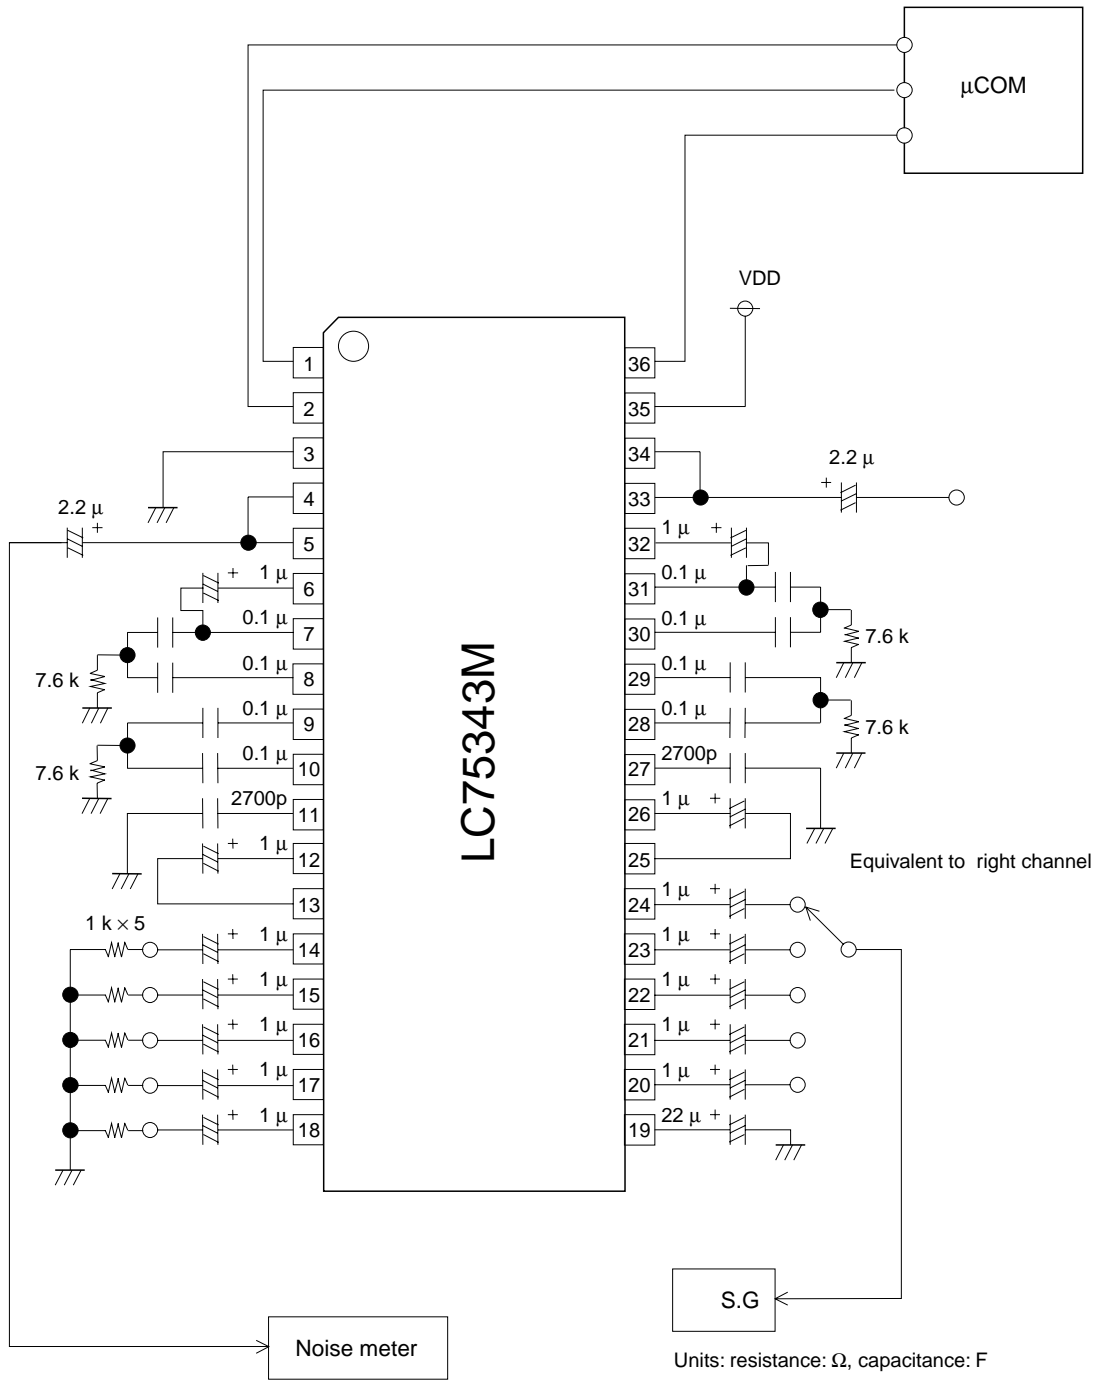 μCOM
VDD
1
36
2
35
3
34
2.2 μ
+
2.2 μ
+
4
33
5
32
1 μ
+
+
1 μ
6
31
0.1 μ
0.1 μ
7
30
0.1 μ
7.6 k
7.6 k
0.1 μ
8
29
0.1 μ
0.1 μ
9
28
0.1 μ
7.6 k
7.6 k
0.1 μ
10
27
2700p
2700p
11
26
1 μ
+
+
1 μ
12
25
Equivalent to right channel
13
24
1 μ
+
1 k × 5
+
1 μ
14
23
1 μ
+
+
1 μ
15
22
1 μ
+
+
1 μ
16
21
1 μ
+
+
1 μ
17
20
1 μ
+
+
1 μ
18
19
22 μ
+
LC75343M
S.G
Noise meter
Units: resistance: Ω, capacitance: F